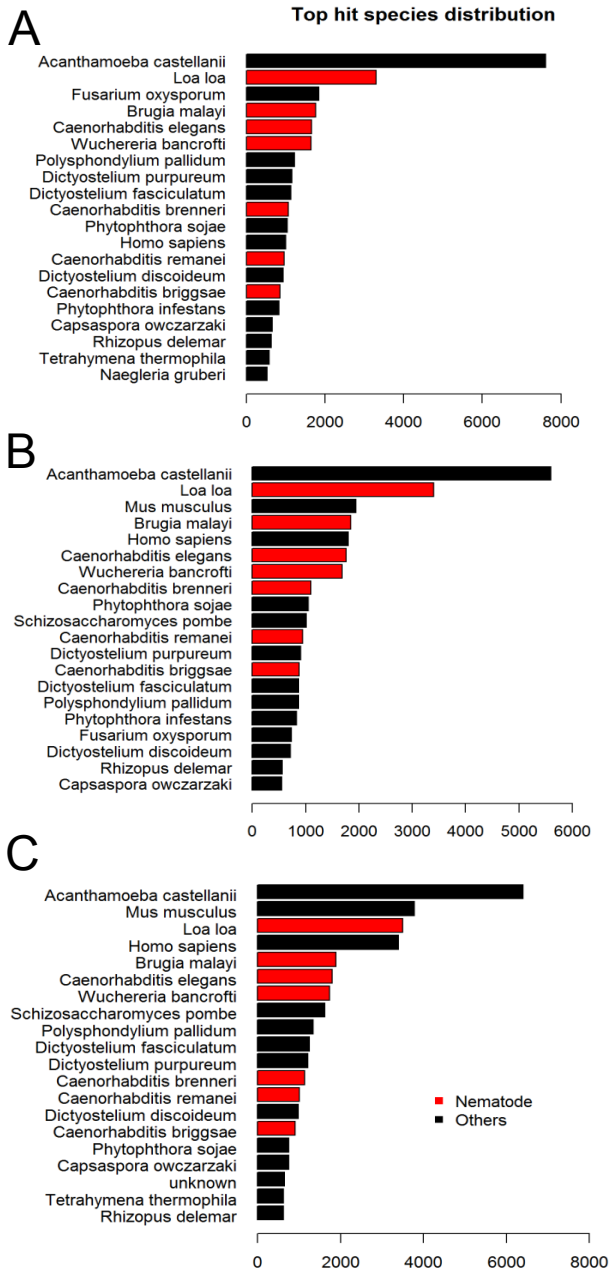 A
Top hit species distribution
Acanthamoeba castellanii
Loa loa
Fusarium oxysporum
Brugia malayi
Caenorhabditis elegans
Wuchereria bancrofti
Polysphondylium pallidum
Dictyostelium purpureum
Dictyostelium fasciculatum
Caenorhabditis brenneri
Phytophthora sojae
Homo sapiens
Caenorhabditis remanei
Dictyostelium discoideum
Caenorhabditis briggsae
Phytophthora infestans
Capsaspora owczarzaki
Rhizopus delemar
Tetrahymena thermophila
Naegleria gruberi
0 2000 4000 6000 8000
B
Acanthamoeba castellanii
Loa loa
Mus musculus
Brugia malayi
Homo sapiens
Caenorhabditis elegans
Wuchereria bancrofti
Caenorhabditis brenneri
Phytophthora sojae
Schizosaccharomyces pombe
Caenorhabditis remanei
Dictyostelium purpureum
Caenorhabditis briggsae
Dictyostelium fasciculatum
Polysphondylium pallidum
Phytophthora infestans
Fusarium oxysporum
Dictyostelium discoideum
Rhizopus delemar
Capsaspora owczarzaki
0 1000 2000 3000 4000 5000 6000
C
Acanthamoeba castellanii
Mus musculus
Loa loa
Homo sapiens
Brugia malayi
Caenorhabditis elegans
Wuchereria bancrofti
Schizosaccharomyces pombe
Polysphondylium pallidum
Dictyostelium fasciculatum
Dictyostelium purpureum
Caenorhabditis brenneri
Caenorhabditis remanei
Dictyostelium discoideum
Caenorhabditis briggsae
Phytophthora sojae
Capsaspora owczarzaki
unknown
Tetrahymena thermophila
Rhizopus delemar
Nematode
Others
0 2000 4000 6000 8000